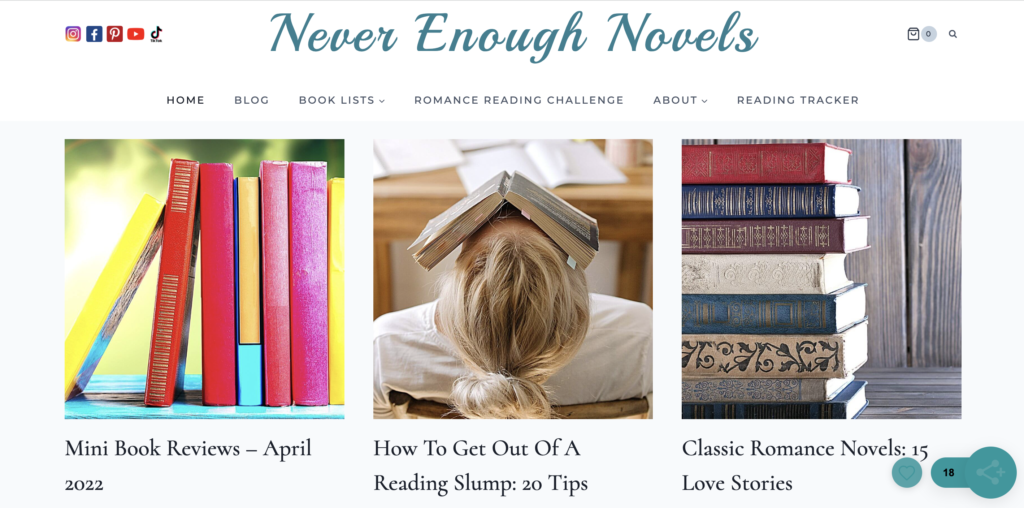 Never Enough Novels
0
HOME BLOG BOOK LISTS ROMANCE READING CHALLENGE ABOUT READING TRACKER
Mini Book Reviews – April
2022
How To Get Out Of A
Reading Slump: 20 Tips
Classic Romance Novels: 15
Love Stories
18